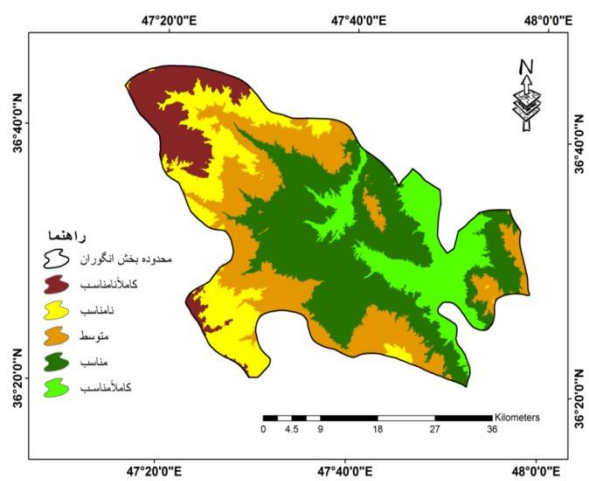 47°20'0"E 47°40'0"E 48°0'0"E
N
36°40'0"N 36°40'0"N
راهنما
محدوده بخش انگوران
کاملاًنامناسب
نامناسب
متوسط
مناسب
کاملاًمناسب
36°20'0"N 36°20'0"N
Kilometers
0 4.5 9 18 27 36
47°20'0"E 47°40'0"E 48°0'0"E